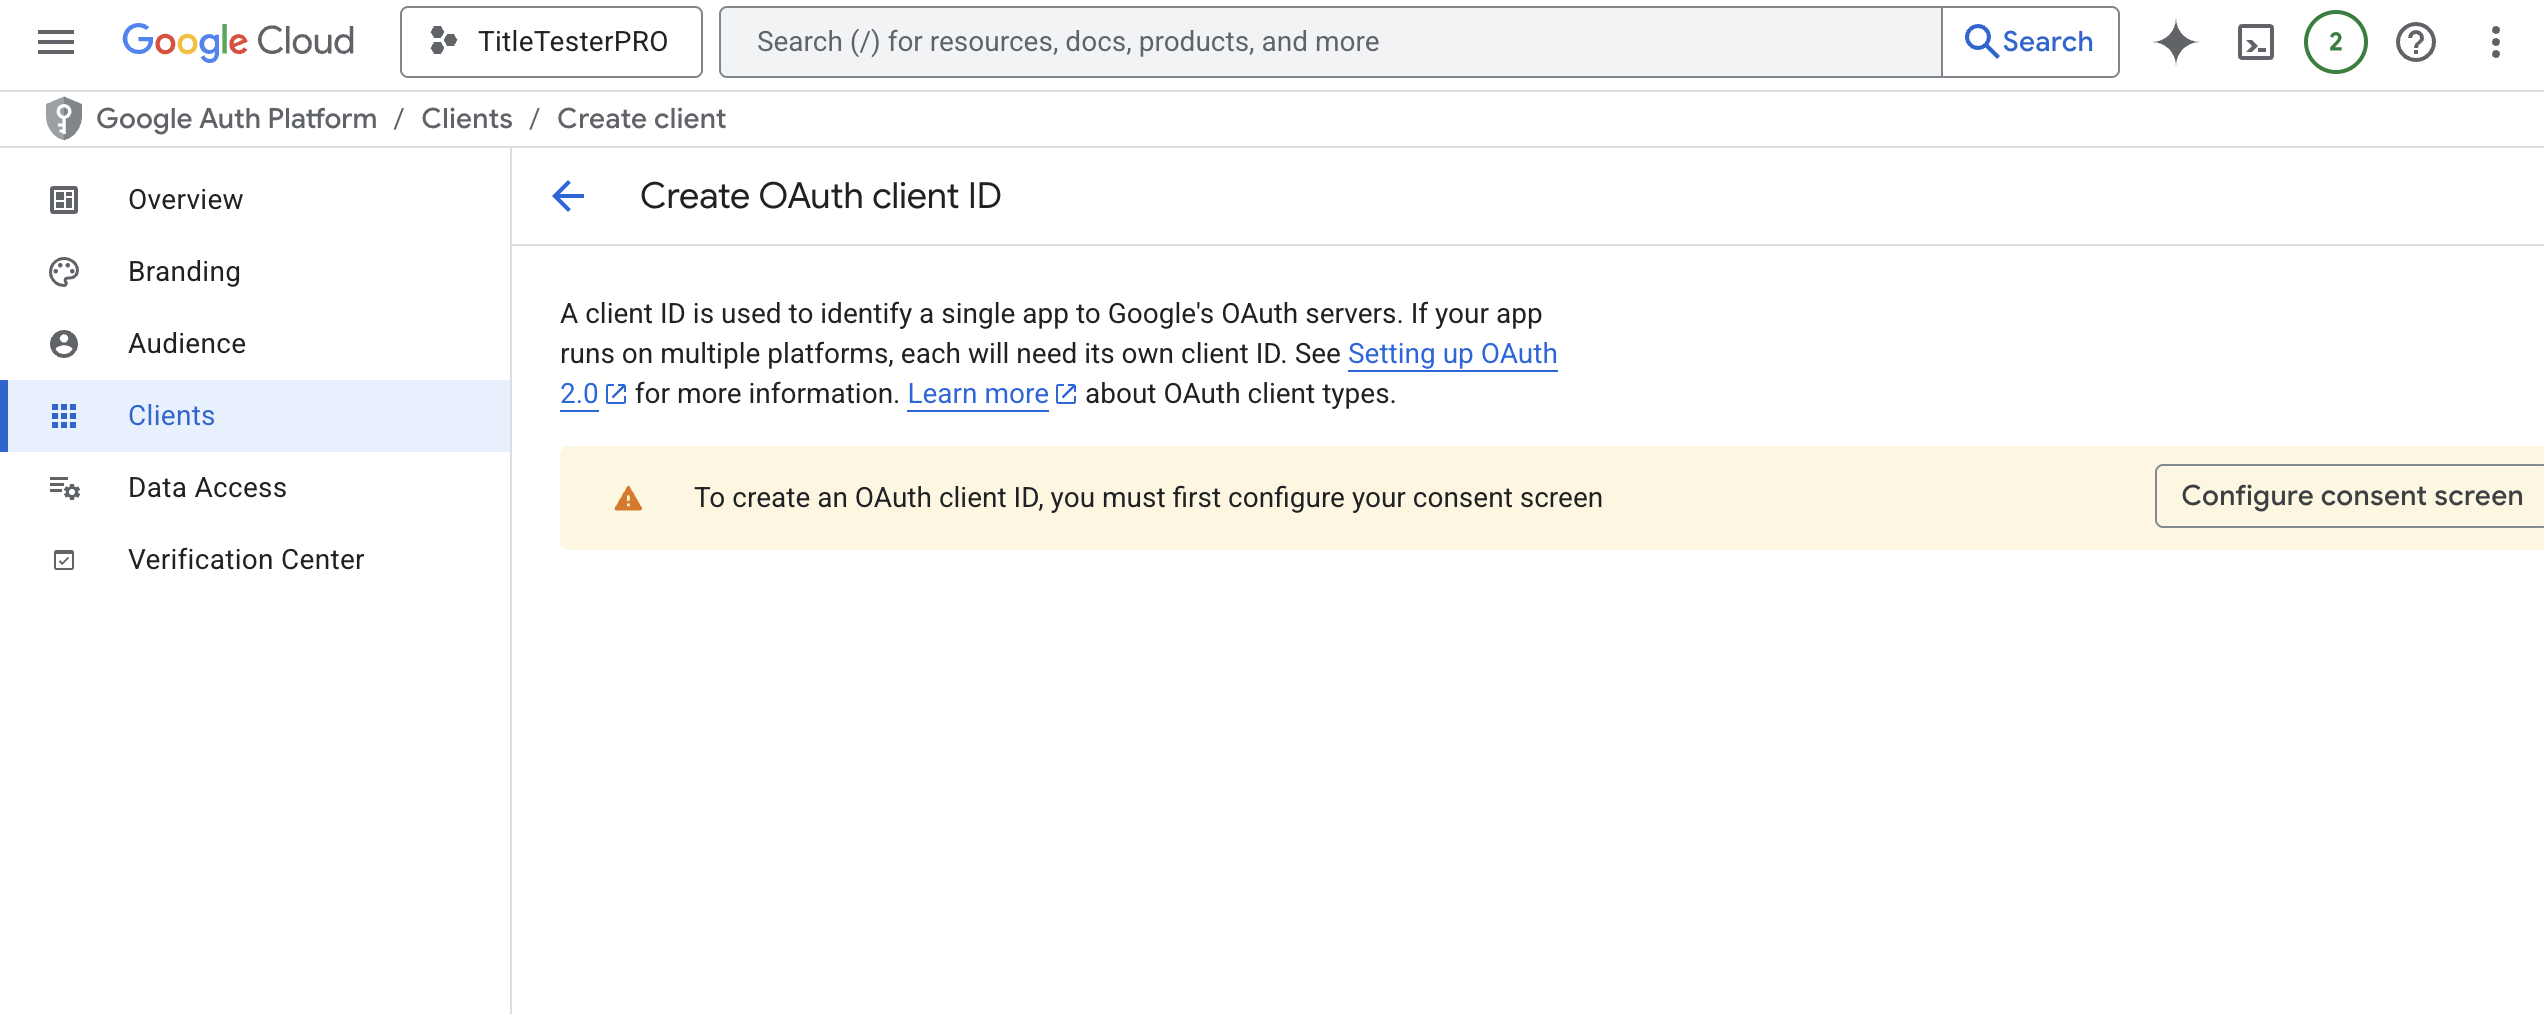 Google Cloud
TitleTesterPRO
Search (/) for resources, docs, products, and more
Search
2
Google Auth Platform / Clients / Create client
Overview
Branding
Audience
Clients
Data Access
Verification Center
Create OAuth client ID
A client ID is used to identify a single app to Google's OAuth servers. If your app
runs on multiple platforms, each will need its own client ID. See Setting up OAuth
2.0 for more information. Learn more about OAuth client types.
To create an OAuth client ID, you must first configure your consent screen
Configure consent screen